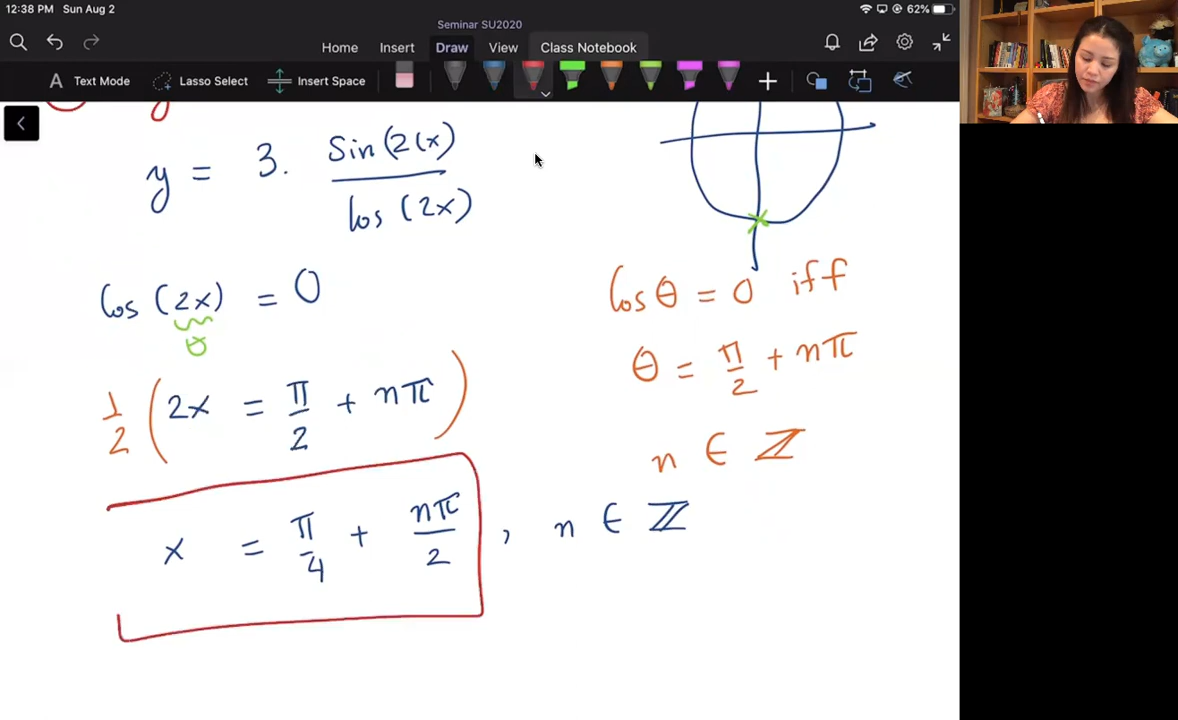 12:38 PM Sun Aug 2
62%
Seminar SU2020
Home Insert Draw View Class Notebook
Text Mode Lasso Select Insert Space
y = 3. Sin(2(x) / Cos (2x)
Cos (2x) = 0
θ
1/2 (2x = π/2 + nπ)
x = π/4 + nπ/2 , n ∈ ℤ
Cos θ = 0 iff
θ = π/2 + nπ
n ∈ ℤ